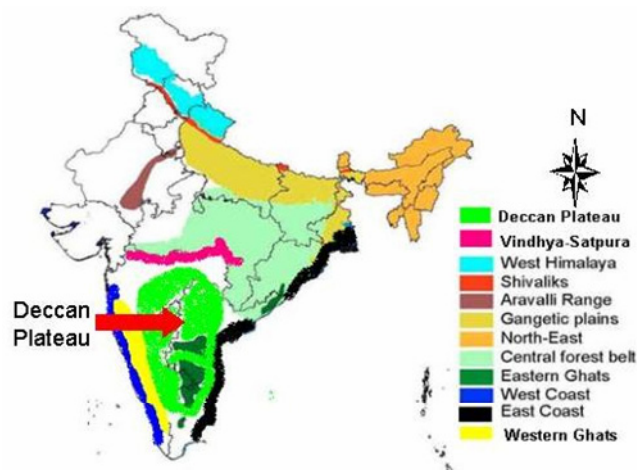 N
Deccan
Plateau
Deccan Plateau
Vindhya-Satpura
West Himalaya
Shivaliks
Aravalli Range
Gangetic plains
North-East
Central forest belt
Eastern Ghats
West Coast
East Coast
Western Ghats